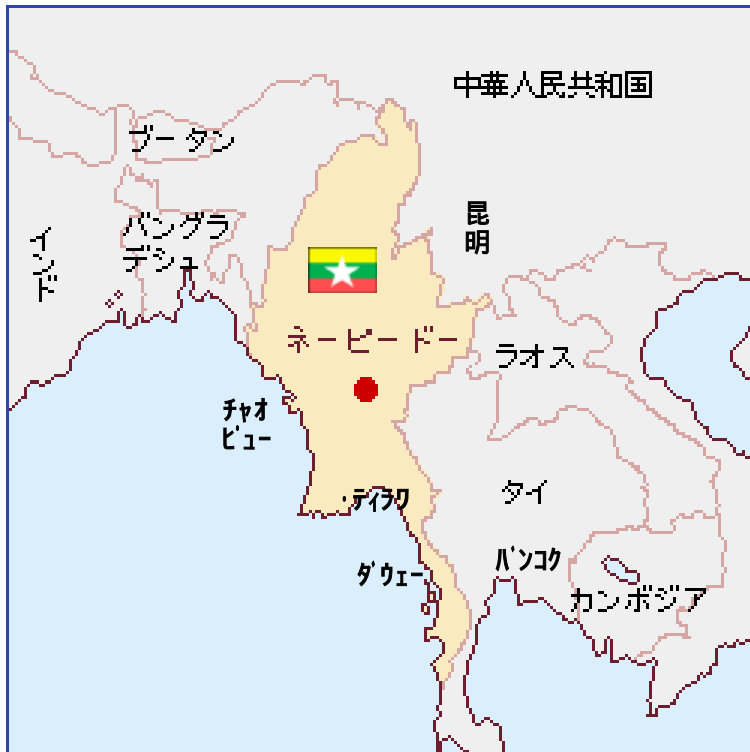 中華人民共和国
ブータン
昆
明
バングラ
デシュ
インド
ネーピードー
ラオス
ﾁｬｵ
ﾋﾟｭｰ
･ﾃｨﾗﾜ
タイ
ﾀﾞｳｪｰ
ﾊﾞﾝｺｸ
カンボジア